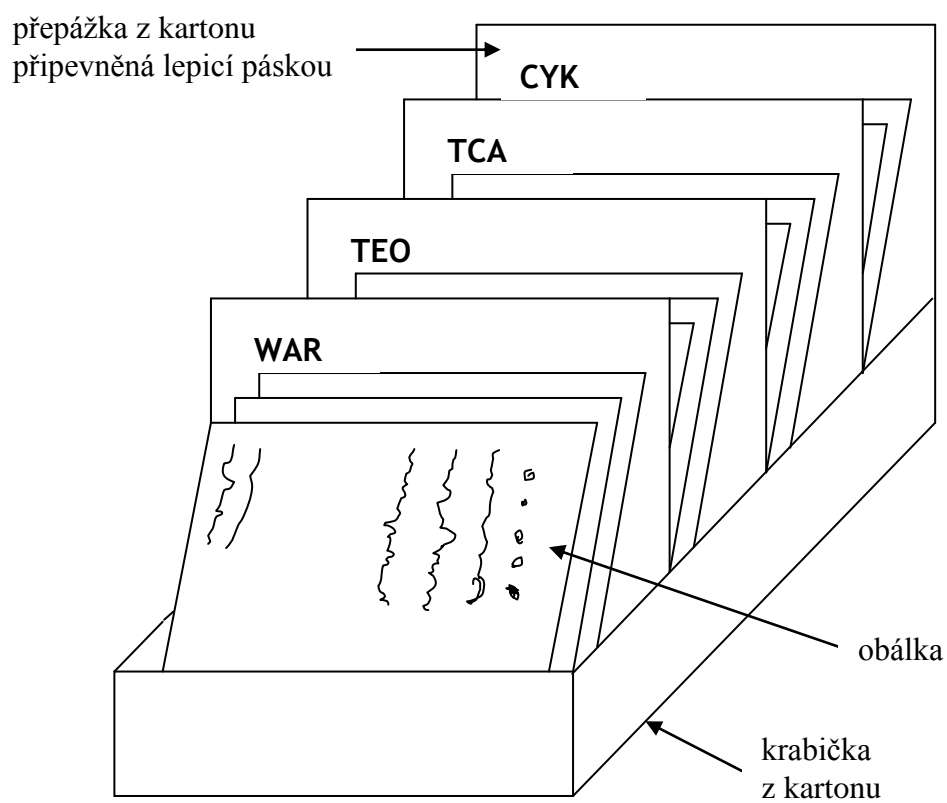 přepážka z kartonu
připevněná lepicí páskou
CYK
TCA
TEO
WAR
obálka
krabička
z kartonu